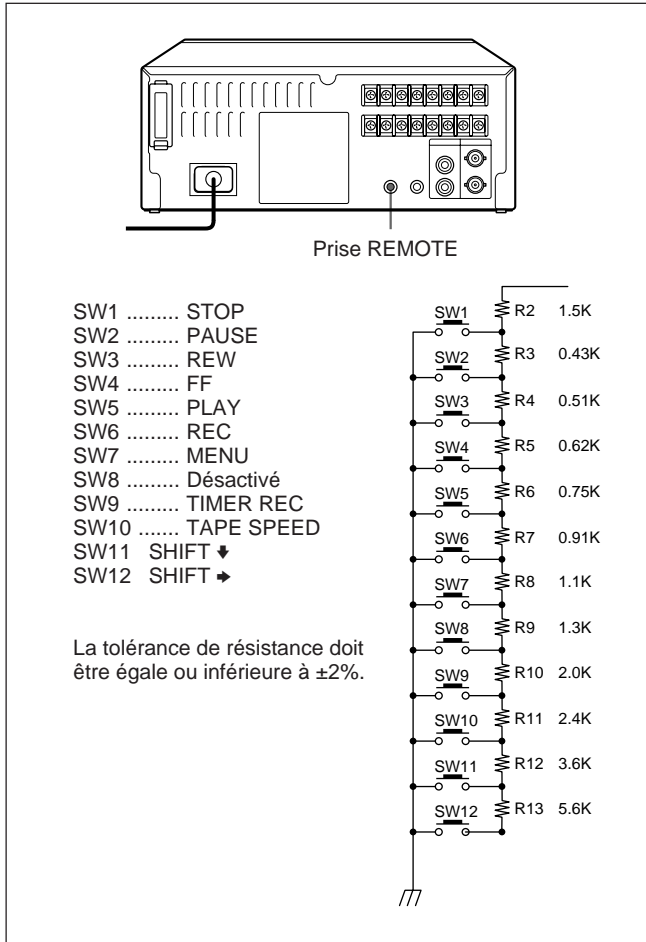 Prise REMOTE
SW1 ......... STOP
SW2 ......... PAUSE
SW3 ......... REW
SW4 ......... FF
SW5 ......... PLAY
SW6 ......... REC
SW7 ......... MENU
SW8 ......... Désactivé
SW9 ......... TIMER REC
SW10 ....... TAPE SPEED
SW11 SHIFT ↓
SW12 SHIFT →
La tolérance de résistance doit
être égale ou inférieure à ±2%.
R2 1.5K
SW1
R3 0.43K
SW2
R4 0.51K
SW3
R5 0.62K
SW4
R6 0.75K
SW5
R7 0.91K
SW6
R8 1.1K
SW7
R9 1.3K
SW8
R10 2.0K
SW9
R11 2.4K
SW10
R12 3.6K
SW11
R13 5.6K
SW12